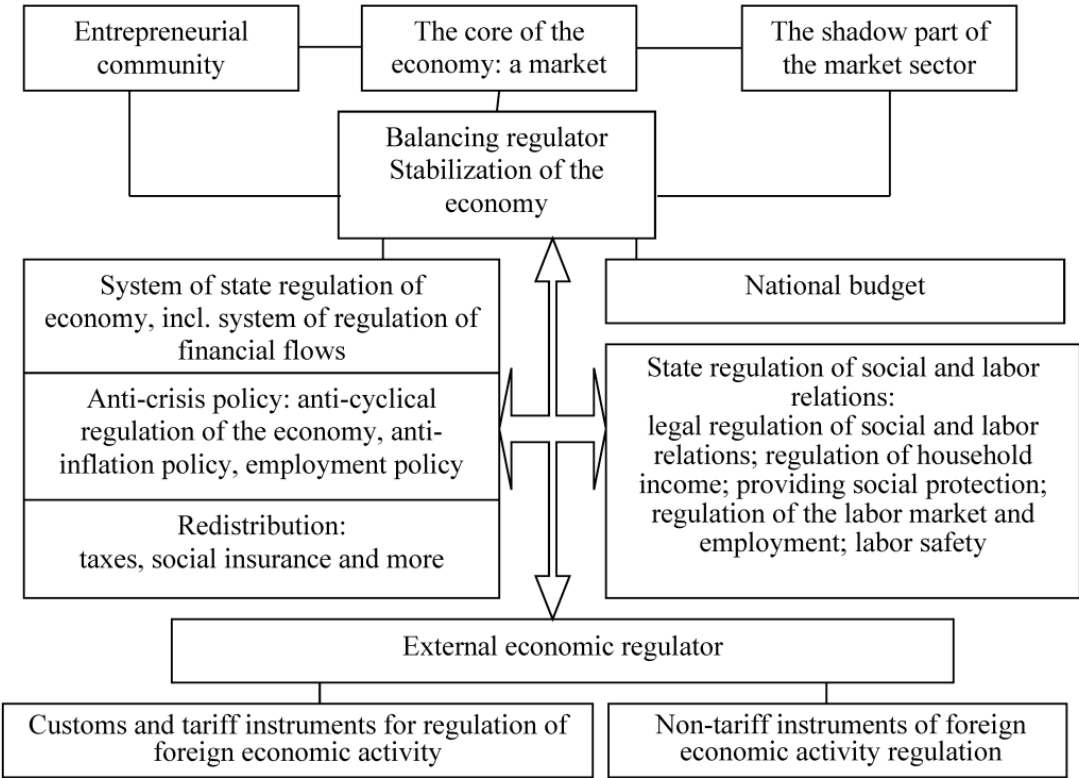 Entrepreneurial
community
The core of the
economy: a market
The shadow part of
the market sector
Balancing regulator
Stabilization of the
economy
System of state regulation of
economy, incl. system of regulation of
financial flows
National budget
Anti-crisis policy: anti-cyclical
regulation of the economy, anti-
inflation policy, employment policy
Redistribution:
taxes, social insurance and more
State regulation of social and labor
relations:
legal regulation of social and labor
relations; regulation of household
income; providing social protection;
regulation of the labor market and
employment; labor safety
External economic regulator
Customs and tariff instruments for regulation of
foreign economic activity
Non-tariff instruments of foreign
economic activity regulation